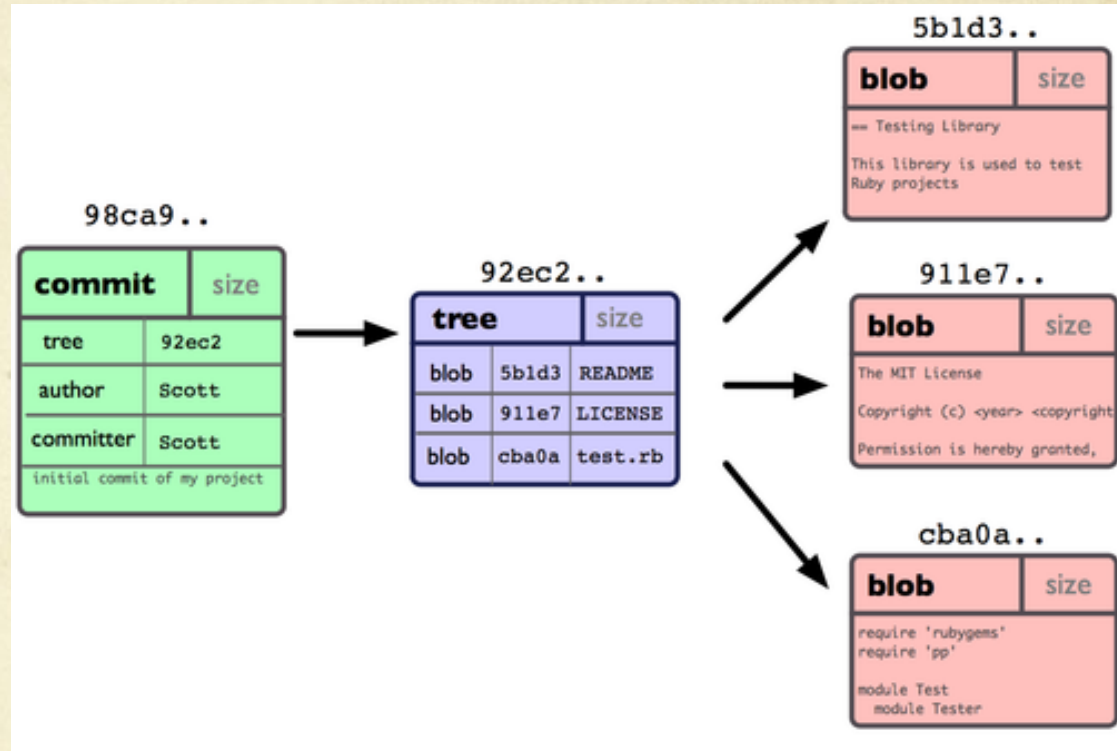 98ca9..
commit size
tree 92ec2
author Scott
committer Scott
initial commit of my project
92ec2..
tree size
blob 5b1d3 README
blob 911e7 LICENSE
blob cba0a test.rb
5b1d3..
blob size
== Testing Library
This library is used to test
Ruby projects
911e7..
blob size
The MIT License
Copyright (c) <year> <copyright
Permission is hereby granted,
cba0a..
blob size
require 'rubygems'
require 'pp'
module Test
module Tester